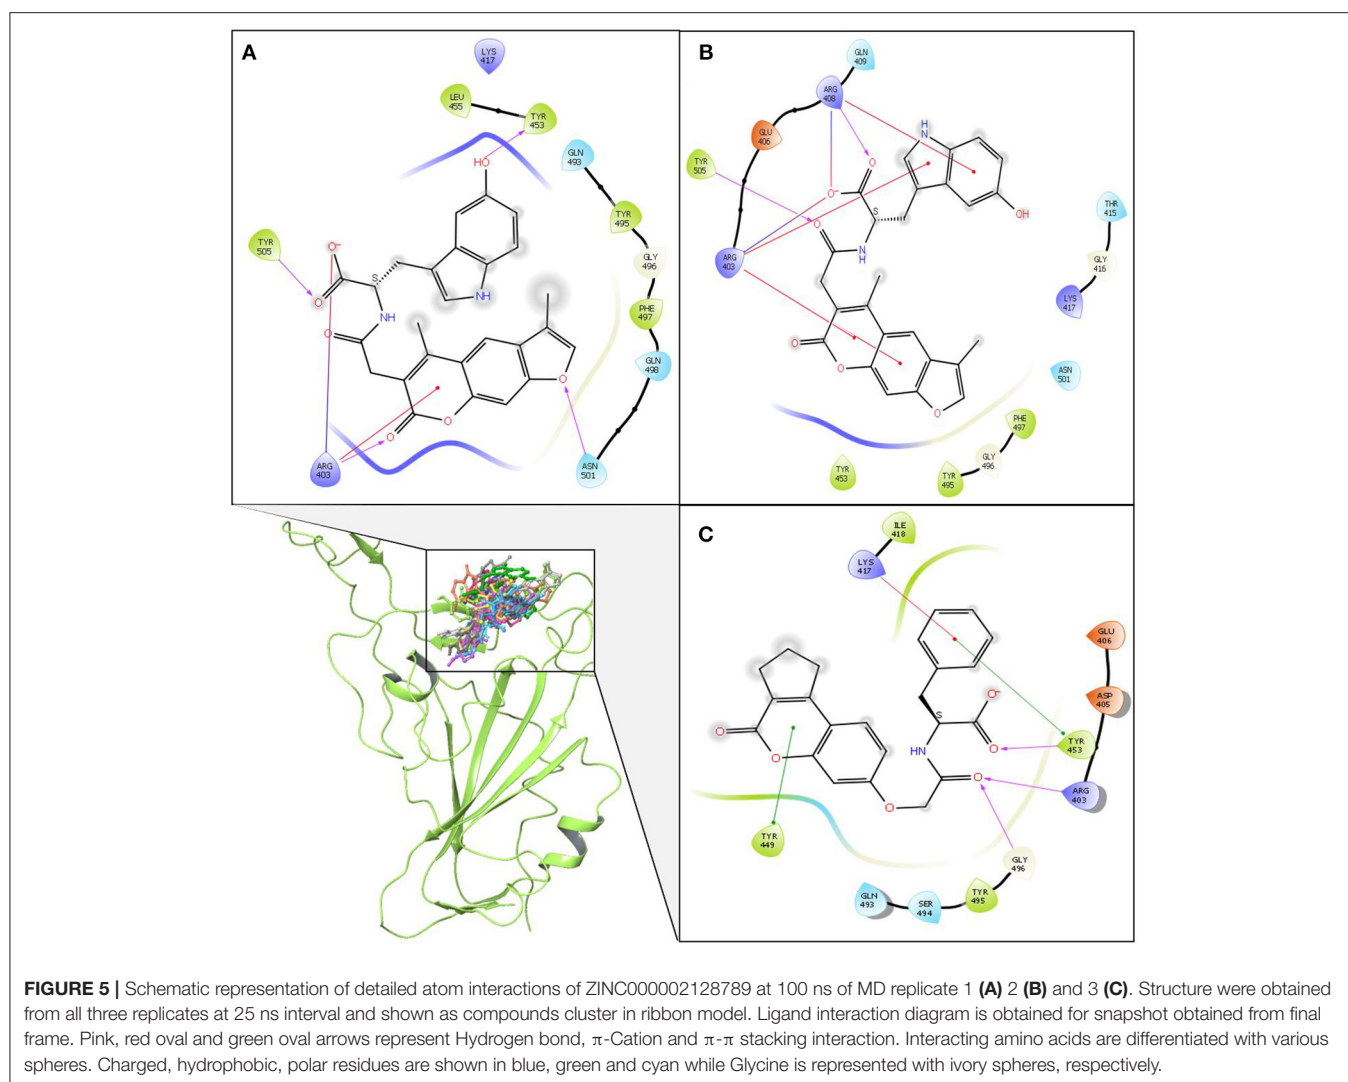 A
LYS
417
LEU
455
TYR
453
HO
GLN
493
TYR
495
TYR
505
O⁻
S
O
GLY
496
NH
NH
O
PHE
497
GLN
498
O
O
O
ARG
403
ASN
501
B
GLN
409
ARG
408
H
N
GLU
406
TYR
505
O
O⁻
S
OH
O
THR
415
N
H
ARG
403
GLY
416
LYS
417
O
O
ASN
501
O
PHE
497
GLY
496
TYR
453
TYR
495
C
ILE
418
LYS
417
GLU
406
O⁻
ASP
405
S
O
TYR
453
O
HN
O
O
ARG
403
O
TYR
449
GLY
496
GLN
493
SER
494
TYR
495
FIGURE 5 | Schematic representation of detailed atom interactions of ZINC000002128789 at 100 ns of MD replicate 1 (A) 2 (B) and 3 (C). Structure were obtained
from all three replicates at 25 ns interval and shown as compounds cluster in ribbon model. Ligand interaction diagram is obtained for snapshot obtained from final
frame. Pink, red oval and green oval arrows represent Hydrogen bond, π-Cation and π-π stacking interaction. Interacting amino acids are differentiated with various
spheres. Charged, hydrophobic, polar residues are shown in blue, green and cyan while Glycine is represented with ivory spheres, respectively.